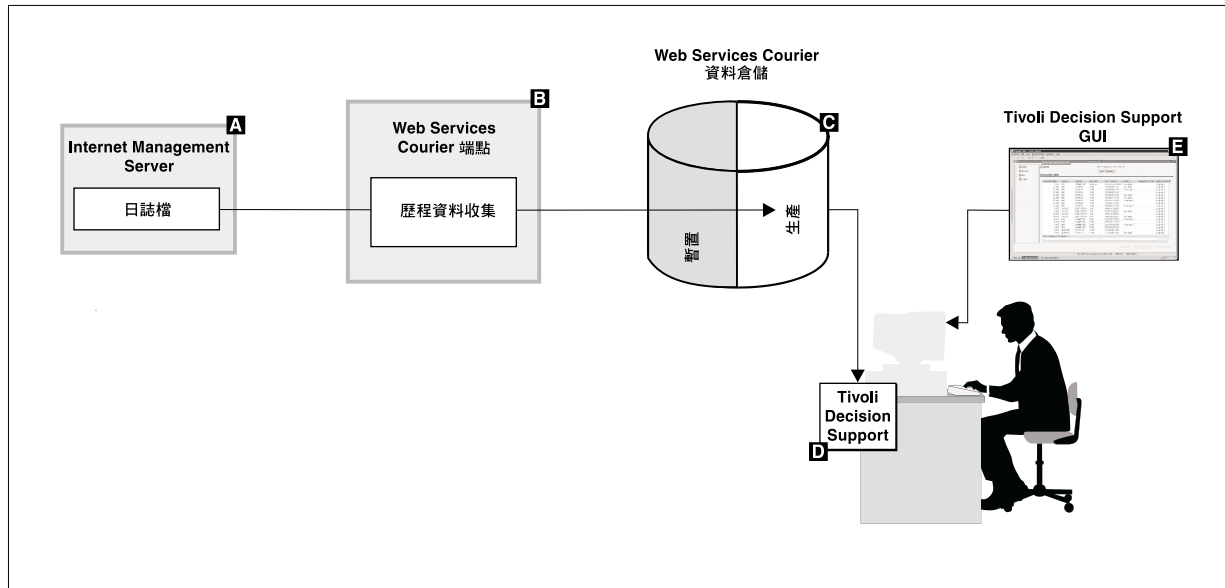 Web Services Courier
資料倉儲
B
A
C
Tivoli Decision Support
GUI
E
Internet Management
Server
日誌檔
Web Services
Courier 端點
歷程資料收集
暫置
生產
Tivoli
Decision
Support
D